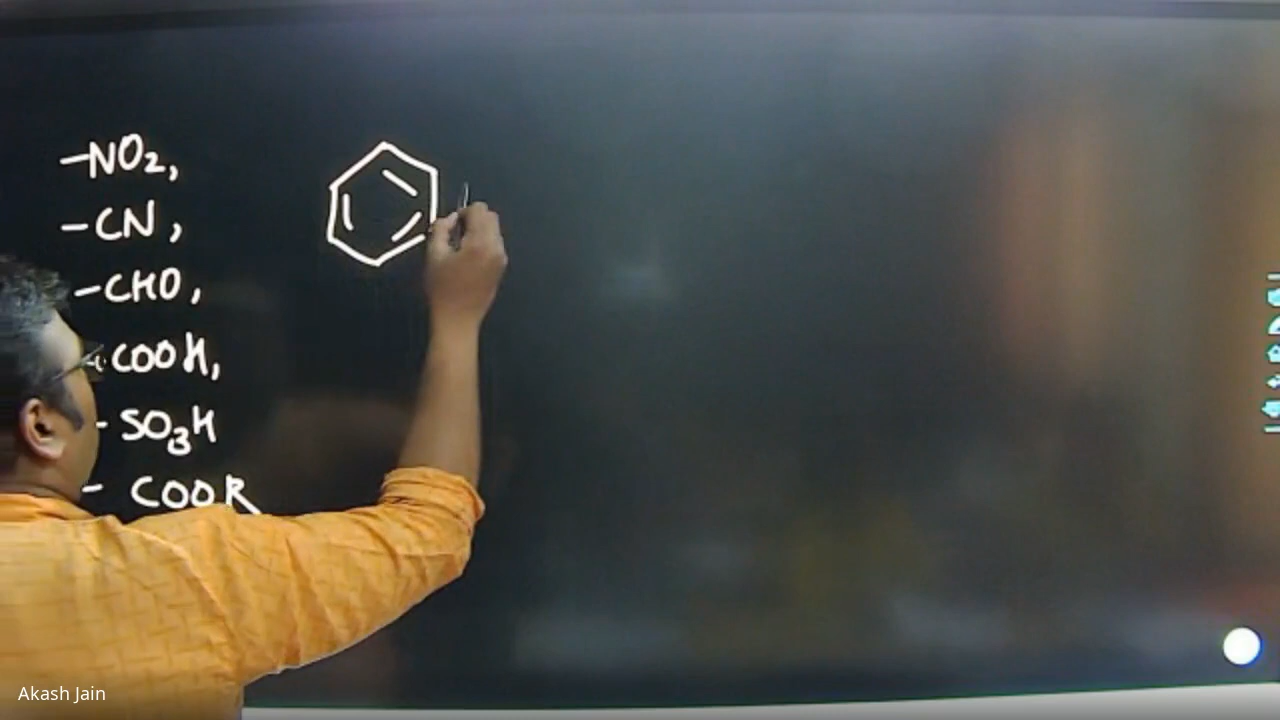 -NO2,
-CN,
-CHO,
-COOH,
- SO3H
- COOR
Akash Jain